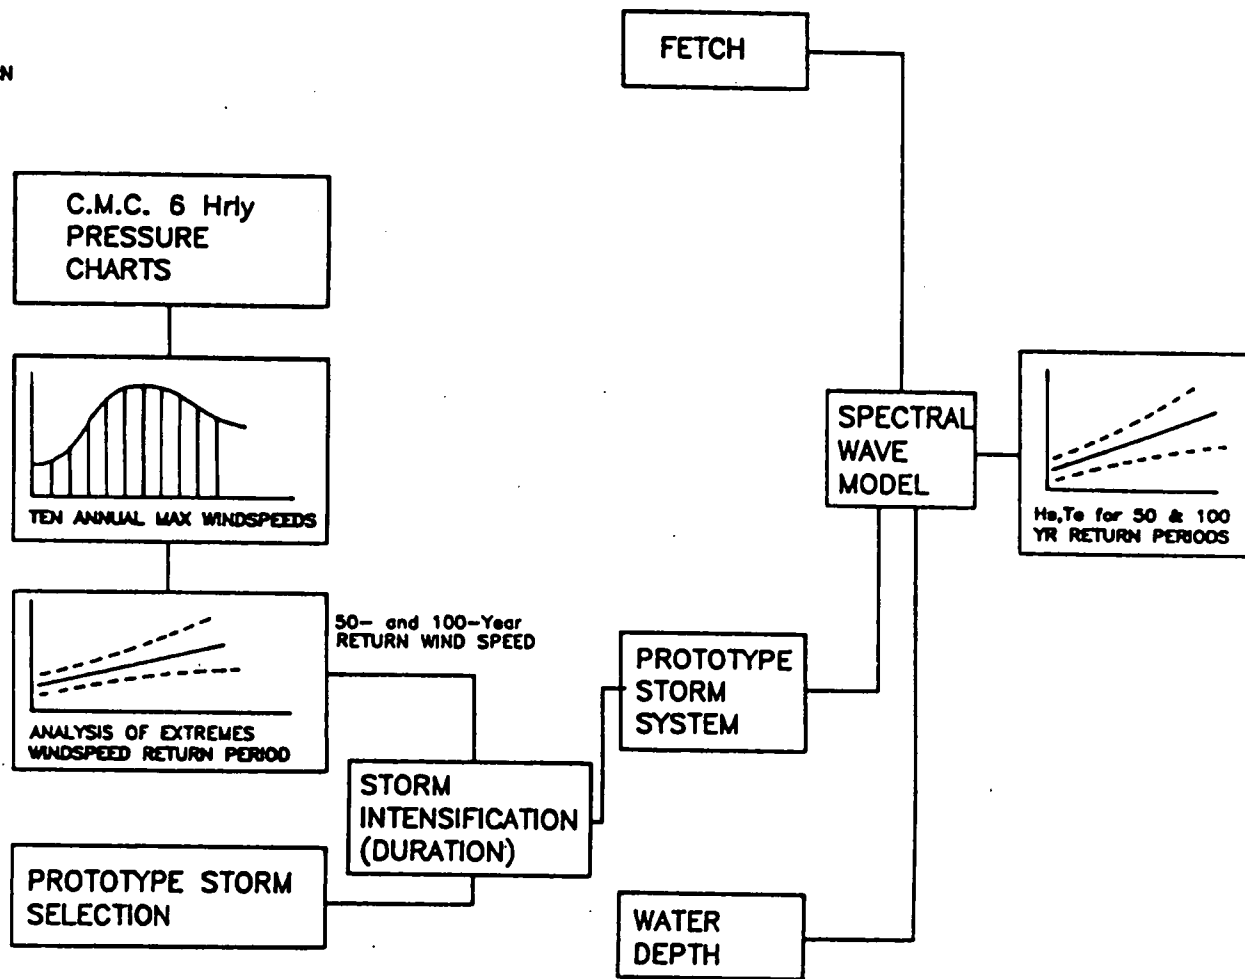 N
FETCH
C.M.C. 6 Hrly
PRESSURE
CHARTS
TEN ANNUAL MAX WINDSPEEDS
SPECTRAL
WAVE
MODEL
Hs,Te for 50 & 100
YR RETURN PERIODS
50- and 100-Year
RETURN WIND SPEED
ANALYSIS OF EXTREMES
WINDSPEED RETURN PERIOD
PROTOTYPE
STORM
SYSTEM
STORM
INTENSIFICATION
(DURATION)
PROTOTYPE STORM
SELECTION
WATER
DEPTH